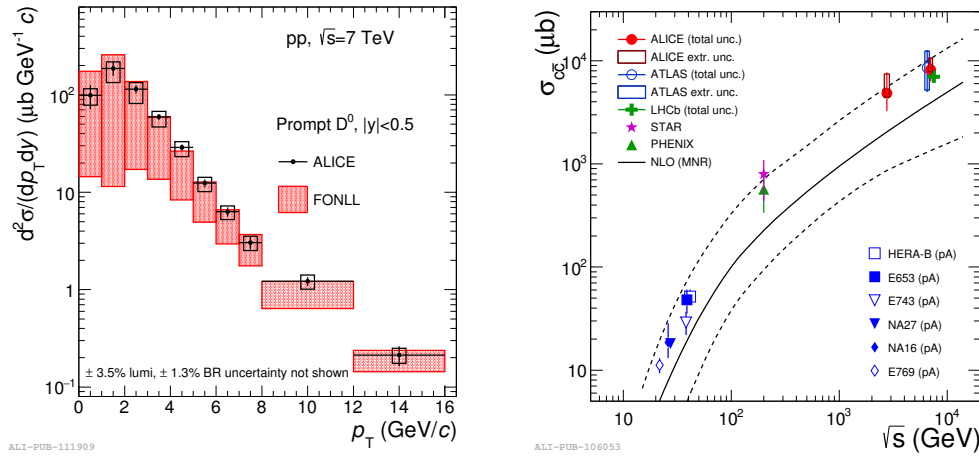 d²σ/(dp_T dy) (μb GeV⁻¹ c)
10²
10
1
10⁻¹
pp, √s=7 TeV
Prompt D⁰, |y|<0.5
ALICE
FONLL
± 3.5% lumi, ± 1.3% BR uncertainty not shown
0 2 4 6 8 10 12 14 16
p_T (GeV/c)
ALI-PUB-111909
σ_cc̅ (μb)
10⁴
10³
10²
10
ALICE (total unc.)
ALICE extr. unc.
ATLAS (total unc.)
ATLAS extr. unc.
LHCb (total unc.)
STAR
PHENIX
NLO (MNR)
HERA-B (pA)
E653 (pA)
E743 (pA)
NA27 (pA)
NA16 (pA)
E769 (pA)
10 10² 10³ 10⁴
√s (GeV)
ALI-PUB-106053